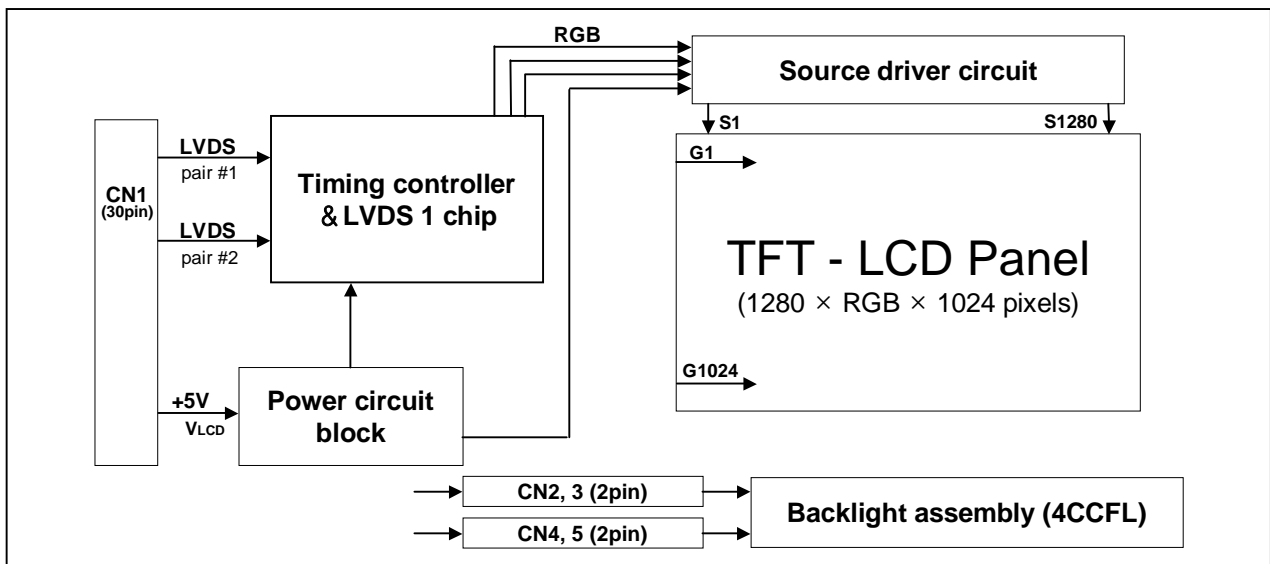 RGB
Source driver circuit
S1
S1280
CN1
(30pin)
LVDS
pair #1
LVDS
pair #2
Timing controller
＆LVDS 1 chip
G1
TFT - LCD Panel
(1280 × RGB × 1024 pixels)
G1024
+5V
VLCD
Power circuit
block
CN2, 3 (2pin)
CN4, 5 (2pin)
Backlight assembly (4CCFL)